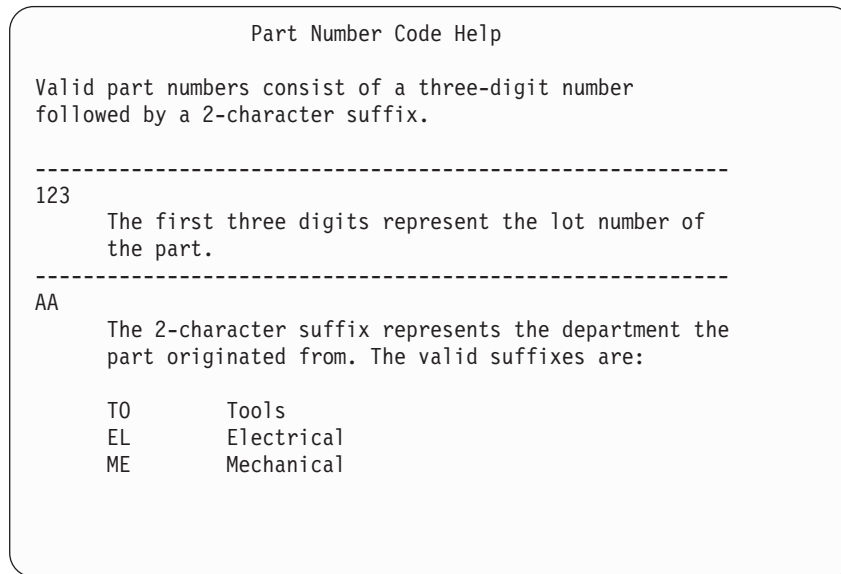 Part Number Code Help
Valid part numbers consist of a three-digit number
followed by a 2-character suffix.
----------------------------------------------------------
123
The first three digits represent the lot number of
the part.
----------------------------------------------------------
AA
The 2-character suffix represents the department the
part originated from. The valid suffixes are:
TO Tools
EL Electrical
ME Mechanical